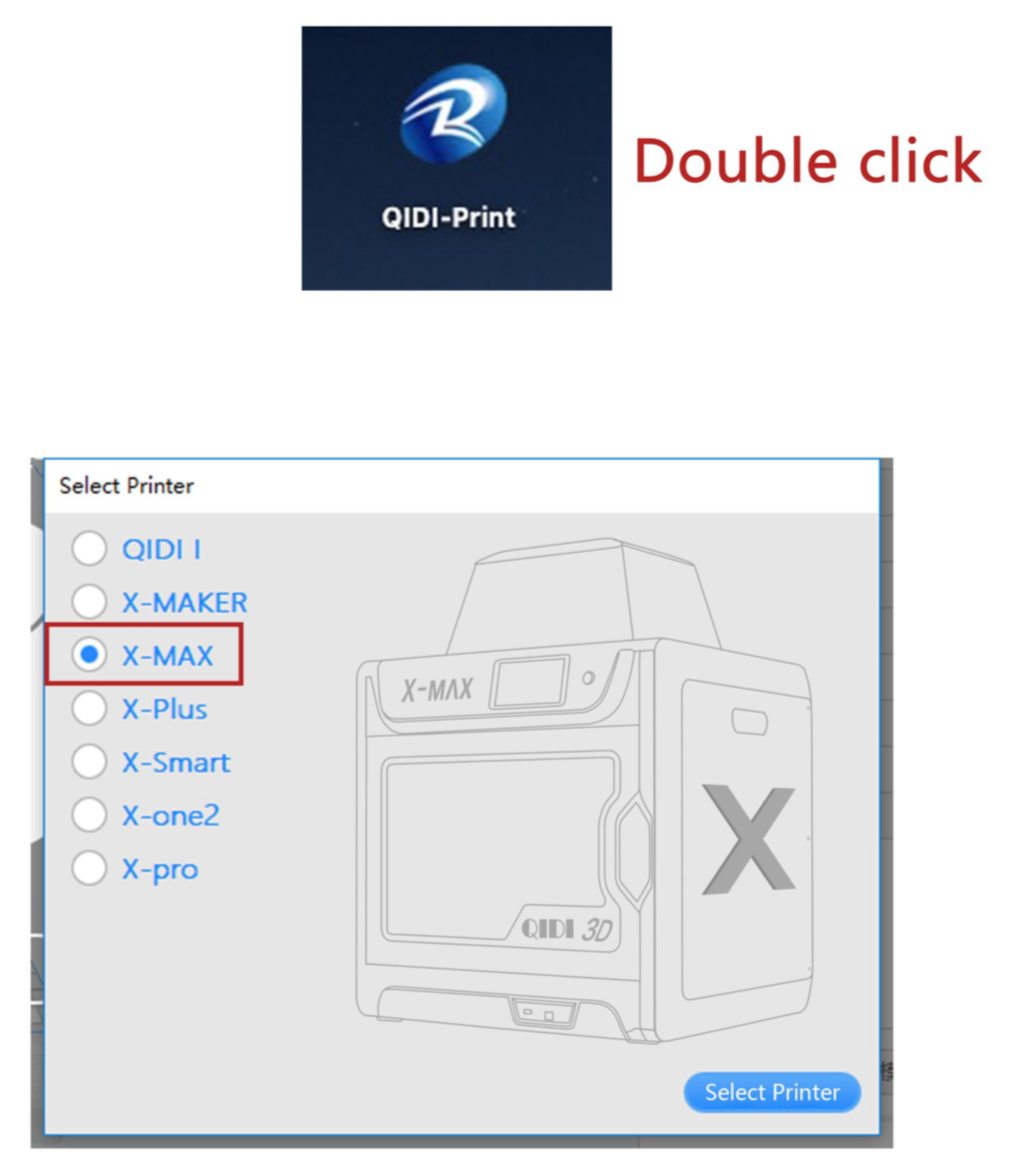 QIDI-Print
Double click
Select Printer
QIDI I
X-MAKER
X-MAX
X-Plus
X-Smart
X-one2
X-pro
X-MAX
X
QIDI 3D
Select Printer